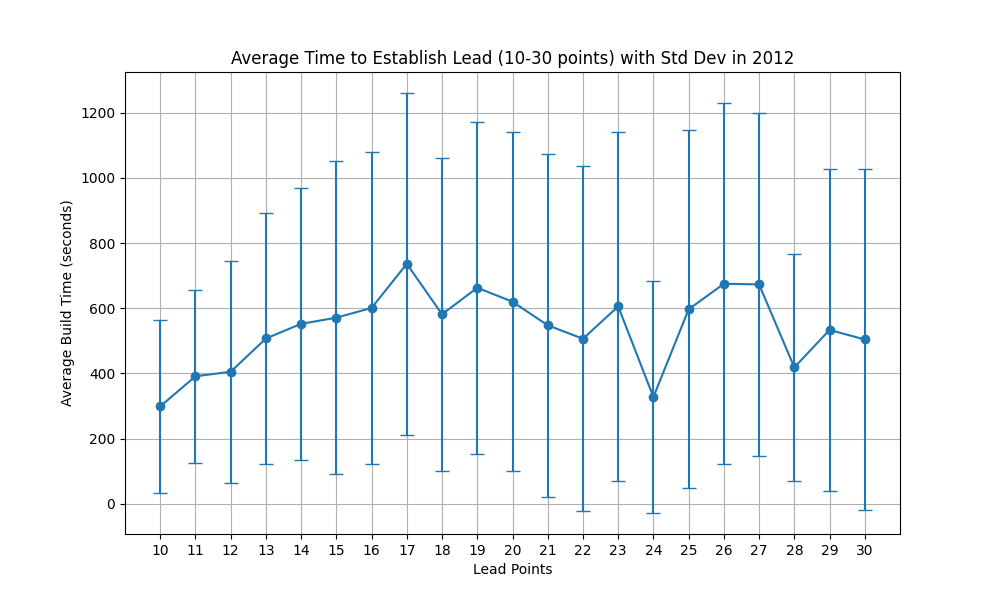 Average Time to Establish Lead (10-30 points) with Std Dev in 2012
Average Build Time (seconds)
1200
1000
800
600
400
200
0
10 11 12 13 14 15 16 17 18 19 20 21 22 23 24 25 26 27 28 29 30
Lead Points